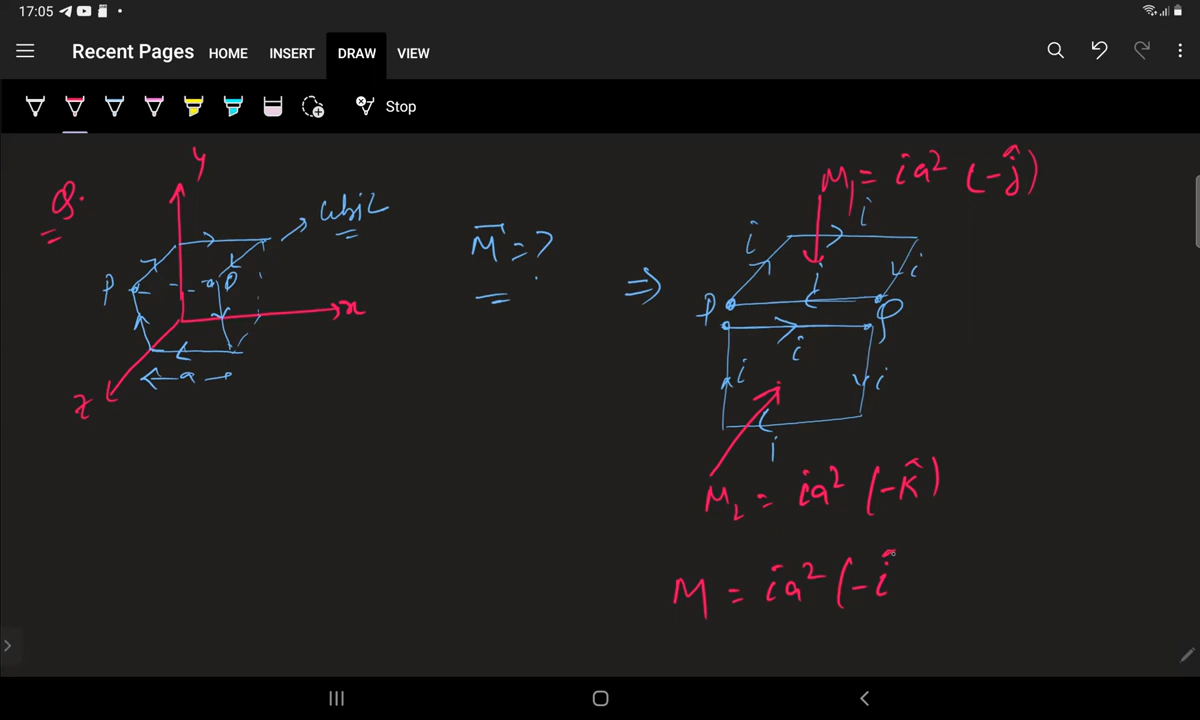 17:05
Recent Pages HOME INSERT DRAW VIEW
Stop
Q.
y
cubic
P
Q
x
z
a
M = ?
⇒
M₁ = ia² (-ĵ)
i
i
i
i
P
Q
i
i
i
i
M₂ = ia² (-k̂)
M = ia² (-î